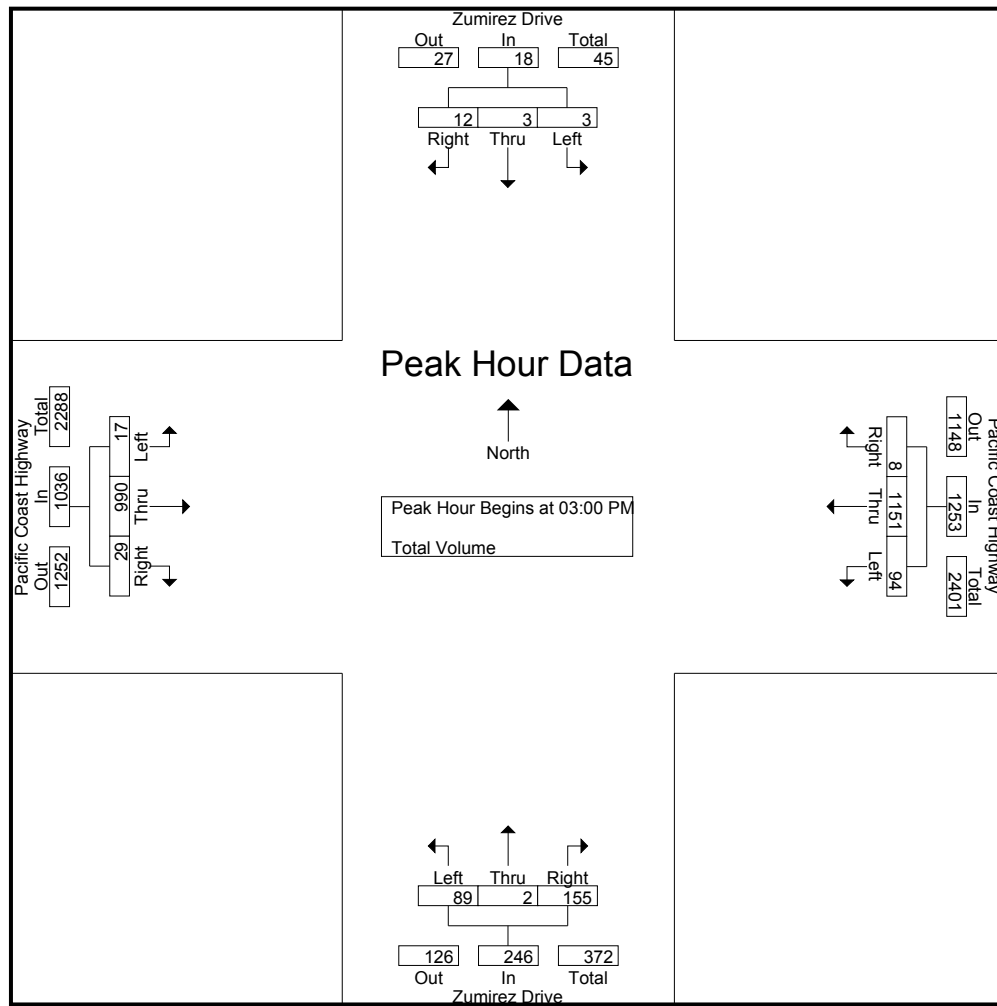 Zumirez Drive
Out In Total
27 18 45
12 3 3
Right Thru Left
Peak Hour Data
North
Peak Hour Begins at 03:00 PM
Total Volume
Pacific Coast Highway
Total In Out
2288 1036 1252
17 990 29
Left Thru Right
Pacific Coast Highway
Out In Total
1148 1253 2401
8 1151 94
Right Thru Left
Left Thru Right
89 2 155
126 246 372
Out In Total
Zumirez Drive